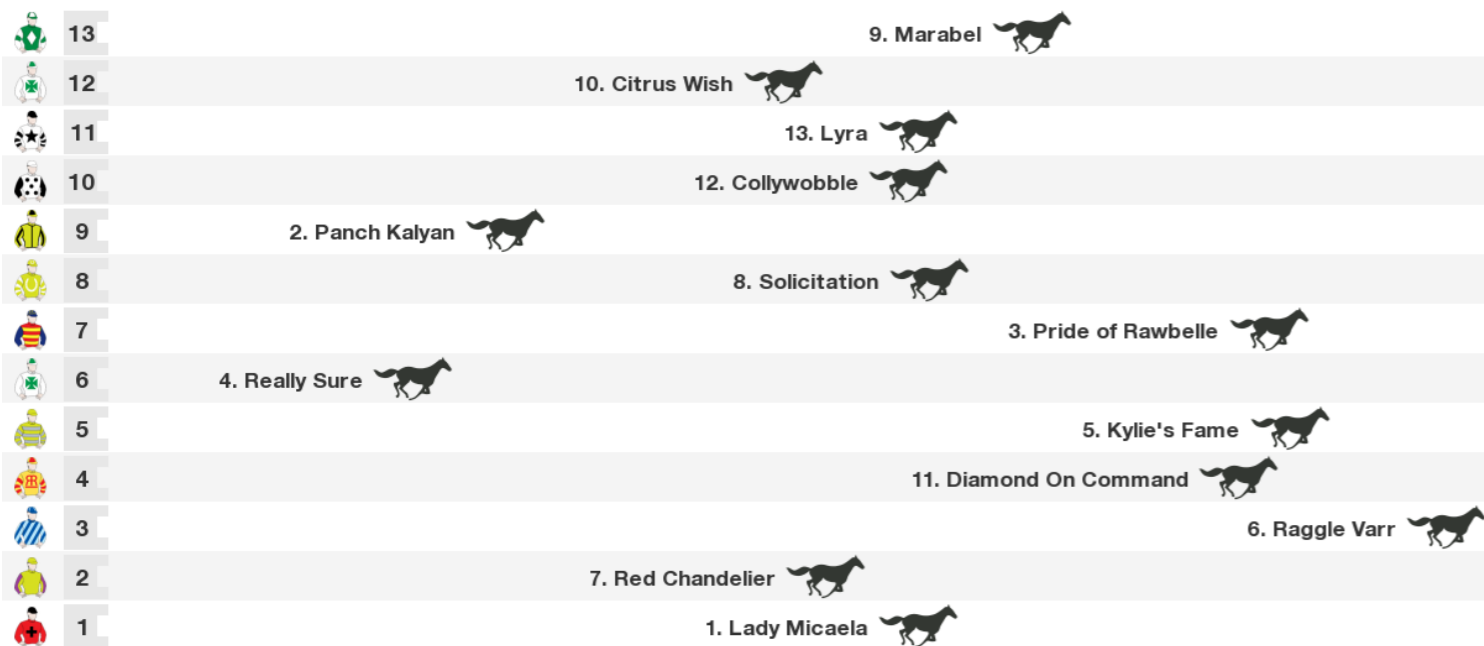 13 9. Marabel
12 10. Citrus Wish
11 13. Lyra
10 12. Collywobble
9 2. Panch Kalyan
8 8. Solicitation
7 3. Pride of Rawbelle
6 4. Really Sure
5 5. Kylie's Fame
4 11. Diamond On Command
3 6. Raggle Varr
2 7. Red Chandelier
1 1. Lady Micaela